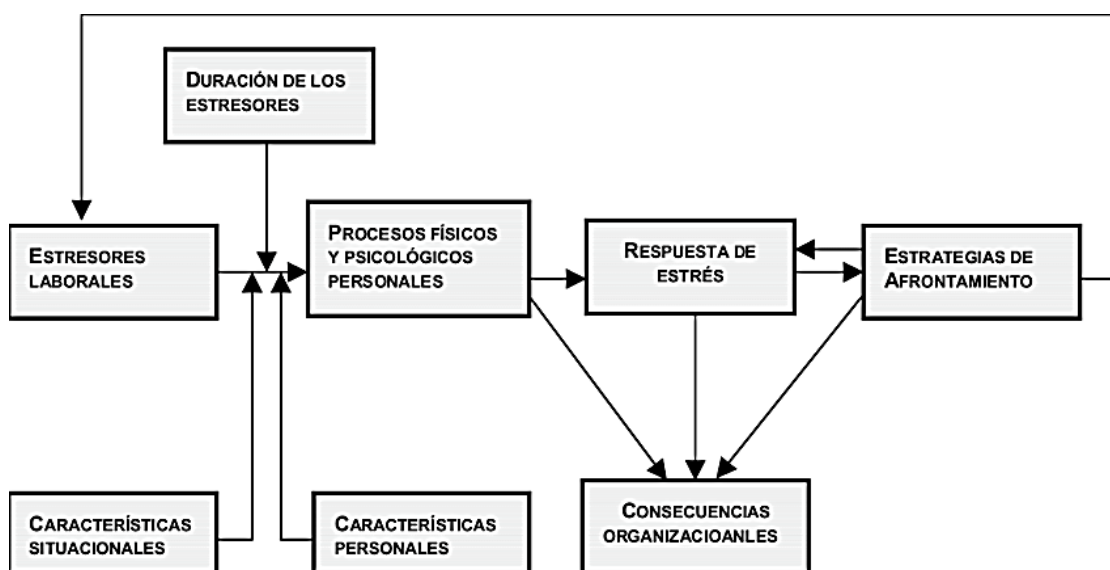 DURACIÓN DE LOS
ESTRESORES
ESTRESORES
LABORALES
PROCESOS FÍSICOS
Y PSICOLÓGICOS
PERSONALES
RESPUESTA DE
ESTRÉS
ESTRATEGIAS DE
AFRONTAMIENTO
CARACTERÍSTICAS
SITUACIONALES
CARACTERÍSTICAS
PERSONALES
CONSECUENCIAS
ORGANIZACIOANLES